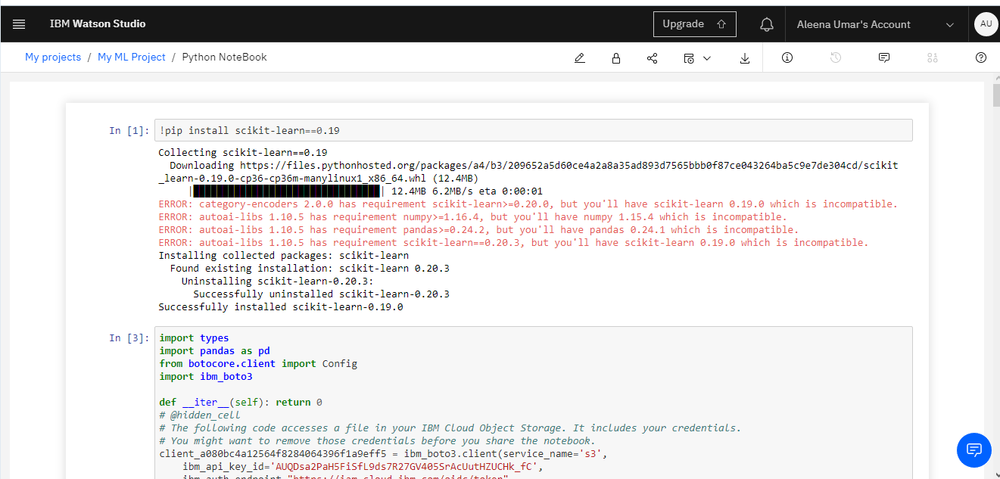 IBM Watson Studio
Upgrade
Aleena Umar's Account
AU
My projects / My ML Project / Python NoteBook
In [1]: !pip install scikit-learn==0.19
Collecting scikit-learn==0.19
Downloading https://files.pythonhosted.org/packages/a4/b3/209652a5d60ce4a2a8a35ad893d7565bbb0f87ce043264ba5c9e7de304cd/scikit
_learn-0.19.0-cp36-cp36m-manylinux1_x86_64.whl (12.4MB)
| | 12.4MB 6.2MB/s eta 0:00:01
ERROR: category-encoders 2.0.0 has requirement scikit-learn>=0.20.0, but you'll have scikit-learn 0.19.0 which is incompatible.
ERROR: autoai-libs 1.10.5 has requirement numpy>=1.16.4, but you'll have numpy 1.15.4 which is incompatible.
ERROR: autoai-libs 1.10.5 has requirement pandas>=0.24.2, but you'll have pandas 0.24.1 which is incompatible.
ERROR: autoai-libs 1.10.5 has requirement scikit-learn==0.20.3, but you'll have scikit-learn 0.19.0 which is incompatible.
Installing collected packages: scikit-learn
Found existing installation: scikit-learn 0.20.3
Uninstalling scikit-learn-0.20.3:
Successfully uninstalled scikit-learn-0.20.3
Successfully installed scikit-learn-0.19.0
In [3]: import types
import pandas as pd
from botocore.client import Config
import ibm_boto3
def __iter__(self): return 0
# @hidden_cell
# The following code accesses a file in your IBM Cloud Object Storage. It includes your credentials.
# You might want to remove those credentials before you share the notebook.
client_a080bc4a12564f8284064396f1a9eff5 = ibm_boto3.client(service_name='s3',
ibm_api_key_id='AUQDsa2PaH5FiSfL9ds7R27GV405SrAcUutHZUCHk_fC',
ibm_auth_endpoint="https://iam.cloud.ibm.com/oidc/token",